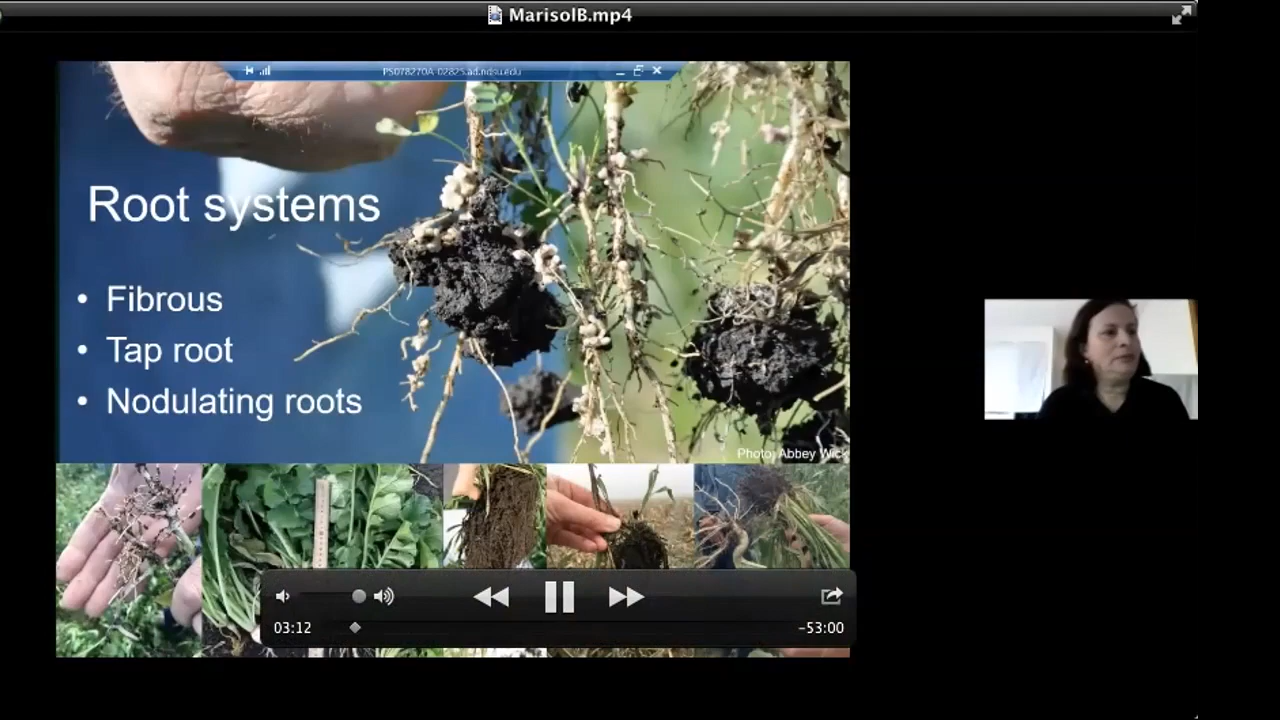 MarisolB.mp4
PS078270A-02825.ad.ndsu.edu
Root systems
• Fibrous
• Tap root
• Nodulating roots
Photo: Abbey Wick
03:12
-53:00